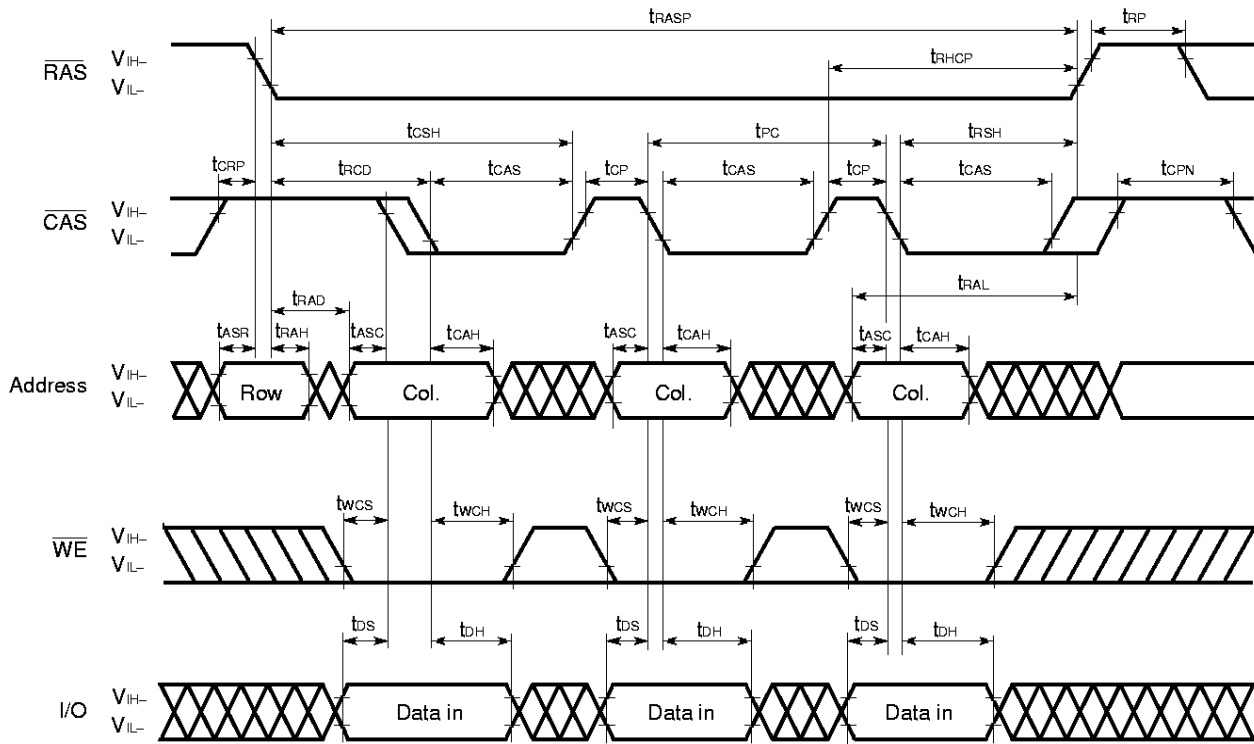 tRASP tRP
RAS VIH– VIL–
tRHCP
tCSH tPC tRSH
tCRP tRCD tCAS tCP tCAS tCP tCAS tCPN
CAS VIH– VIL–
tRAL
tRAD
tASR tRAH tASC tCAH tASC tCAH tASC tCAH
Address VIH– VIL– Row Col. Col. Col.
tWCS tWCH tWCS tWCH tWCS tWCH
WE VIH– VIL–
tDS tDH tDS tDH tDS tDH
I/O VIH– VIL– Data in Data in Data in